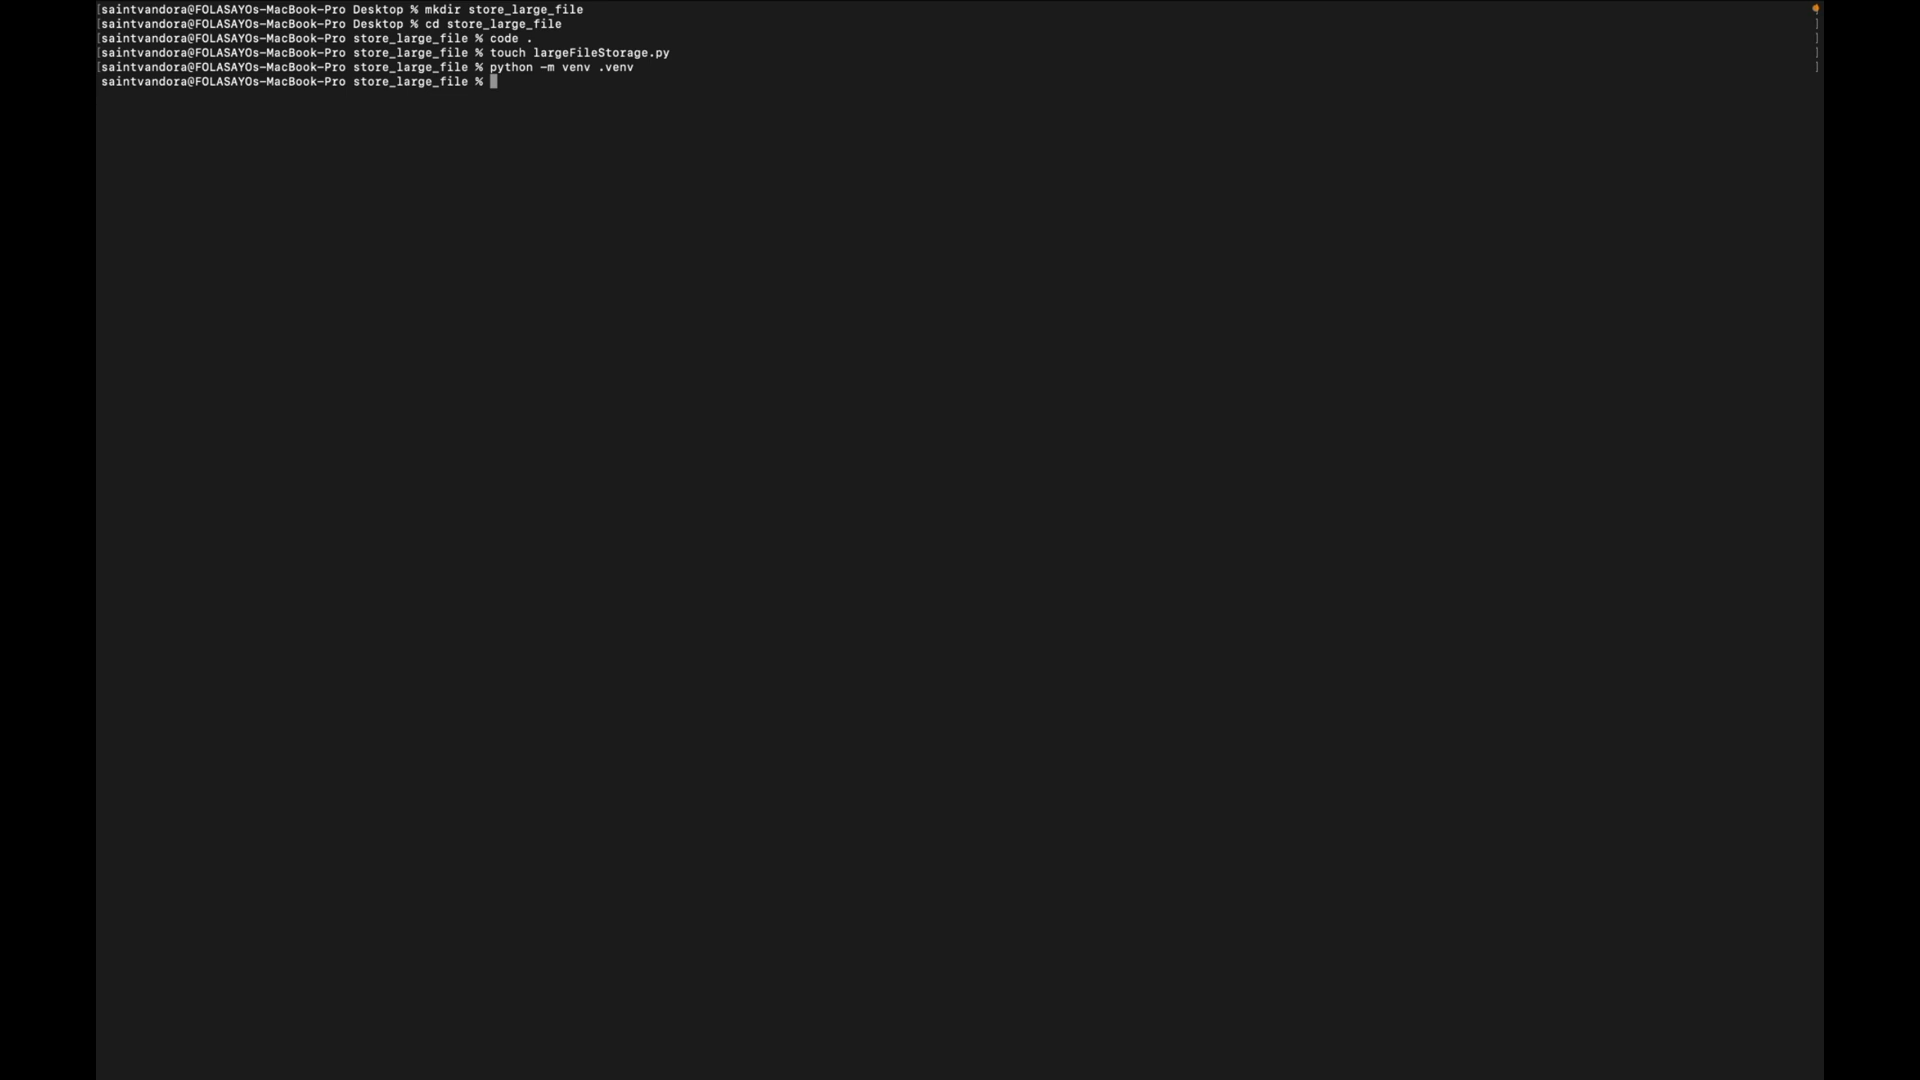 [saintvandora@FOLASAYOs-MacBook-Pro Desktop % mkdir store_large_file
[saintvandora@FOLASAYOs-MacBook-Pro Desktop % cd store_large_file ]
[saintvandora@FOLASAYOs-MacBook-Pro store_large_file % code . ]
[saintvandora@FOLASAYOs-MacBook-Pro store_large_file % touch largeFileStorage.py ]
[saintvandora@FOLASAYOs-MacBook-Pro store_large_file % python -m venv .venv ]
saintvandora@FOLASAYOs-MacBook-Pro store_large_file %